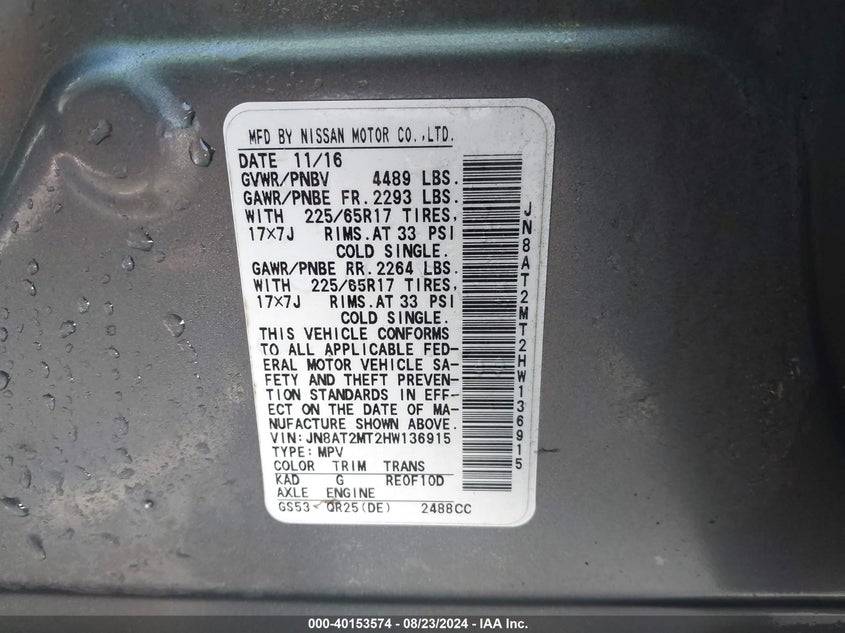 MFD BY NISSAN MOTOR CO.,LTD.
DATE 11/16
GVWR/PNBV 4489 LBS.
GAWR/PNBE FR.2293 LBS.
WITH 225/65R17 TIRES,
17×7J RIMS.AT 33 PSI
COLD SINGLE.
GAWR/PNBE RR.2264 LBS.
WITH 225/65R17 TIRES,
17×7J RIMS.AT 33 PSI
COLD SINGLE.
THIS VEHICLE CONFORMS
TO ALL APPLICABLE FED-
ERAL MOTOR VEHICLE SA-
FETY AND THEFT PREVEN-
TION STANDARDS IN EFF-
ECT ON THE DATE OF MA-
NUFACTURE SHOWN ABOVE.
VIN:JN8AT2MT2HW136915
TYPE:MPV
COLOR TRIM TRANS
KAD G RE0F10D
AXLE ENGINE
GS53 QR25(DE) 2488CC
JN8AT2MT2HW136915
000-40153574 - 08/23/2024 - IAA Inc.